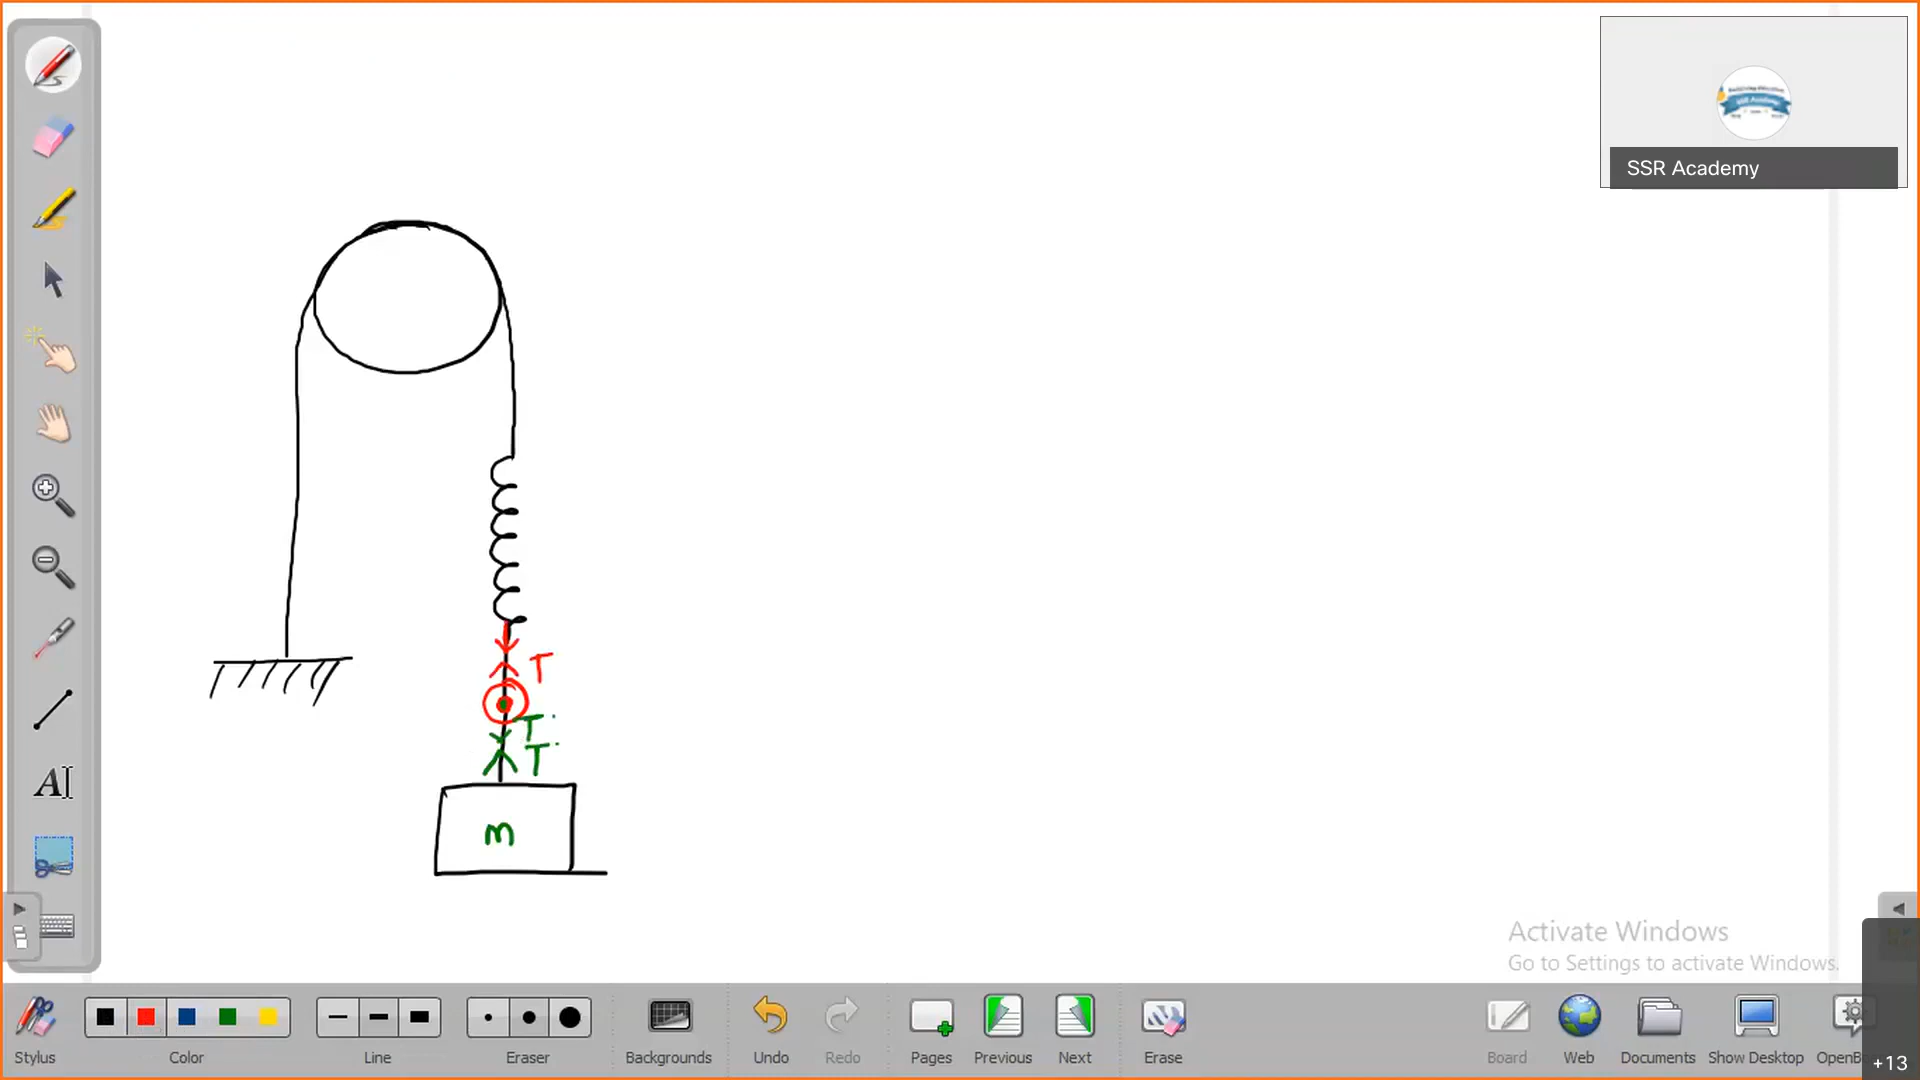 SSR Academy
T
T
T
m
Activate Windows
Go to Settings to activate Windows.
Stylus
Color
Line
Eraser
Backgrounds
Undo
Redo
Pages
Previous
Next
Erase
Board
Web
Documents
Show Desktop
+13